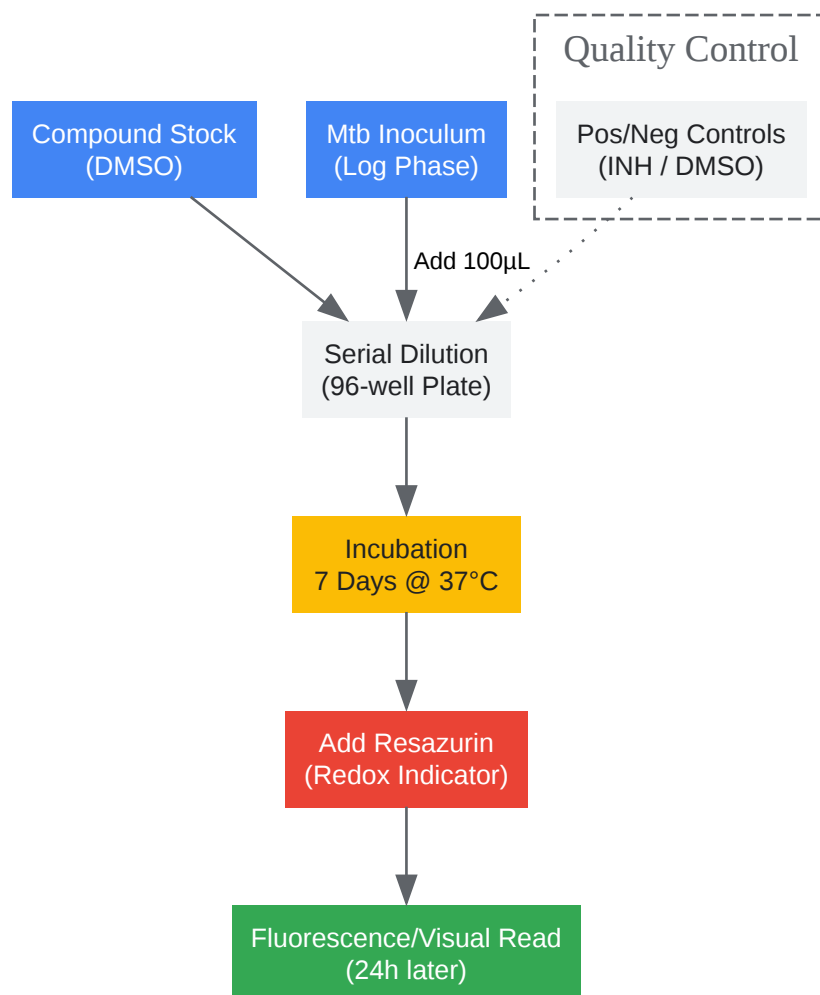 Quality Control
Compound Stock
(DMSO)
Mtb Inoculum
(Log Phase)
Pos/Neg Controls
(INH / DMSO)
Add 100µL
Serial Dilution
(96-well Plate)
Incubation
7 Days @ 37°C
Add Resazurin
(Redox Indicator)
Fluorescence/Visual Read
(24h later)